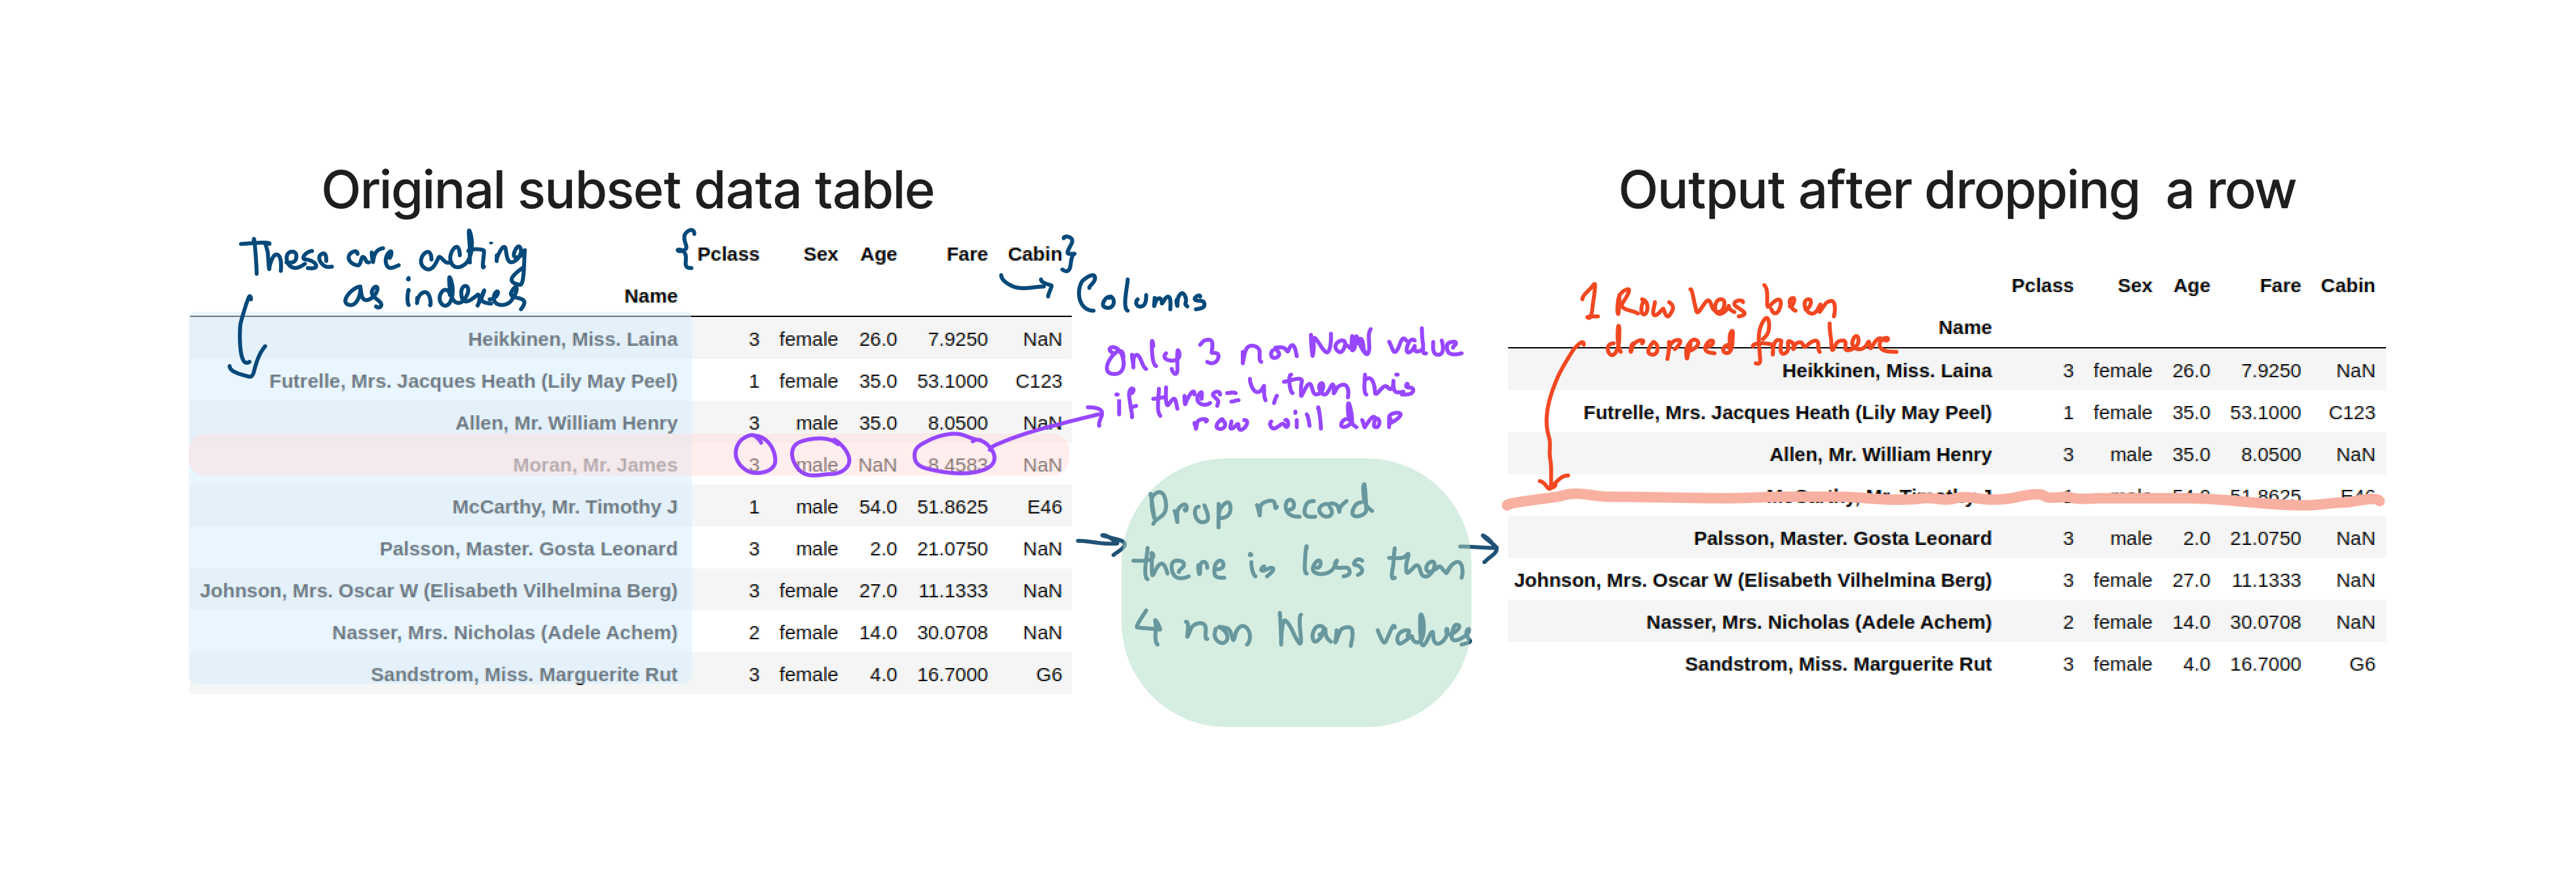 Original subset data table
These are acting
as indexes
{Pclass Sex Age Fare Cabin}
Columns
Name
Heikkinen, Miss. Laina 3 female 26.0 7.9250 NaN
Futrelle, Mrs. Jacques Heath (Lily May Peel) 1 female 35.0 53.1000 C123
Allen, Mr. William Henry 3 male 35.0 8.0500 NaN
Moran, Mr. James 3 male NaN 8.4583 NaN
McCarthy, Mr. Timothy J 1 male 54.0 51.8625 E46
Palsson, Master. Gosta Leonard 3 male 2.0 21.0750 NaN
Johnson, Mrs. Oscar W (Elisabeth Vilhelmina Berg) 3 female 27.0 11.1333 NaN
Nasser, Mrs. Nicholas (Adele Achem) 2 female 14.0 30.0708 NaN
Sandstrom, Miss. Marguerite Rut 3 female 4.0 16.7000 G6
Only 3 non NaN value
if thres=4, then this
row will drop
Drop record
there is less than
4 non Nan values
Output after dropping a row
1 Row has been
dropped from here
Pclass Sex Age Fare Cabin
Name
Heikkinen, Miss. Laina 3 female 26.0 7.9250 NaN
Futrelle, Mrs. Jacques Heath (Lily May Peel) 1 female 35.0 53.1000 C123
Allen, Mr. William Henry 3 male 35.0 8.0500 NaN
McCarthy, Mr. Timothy J 1 male 54.0 51.8625 E46
Palsson, Master. Gosta Leonard 3 male 2.0 21.0750 NaN
Johnson, Mrs. Oscar W (Elisabeth Vilhelmina Berg) 3 female 27.0 11.1333 NaN
Nasser, Mrs. Nicholas (Adele Achem) 2 female 14.0 30.0708 NaN
Sandstrom, Miss. Marguerite Rut 3 female 4.0 16.7000 G6